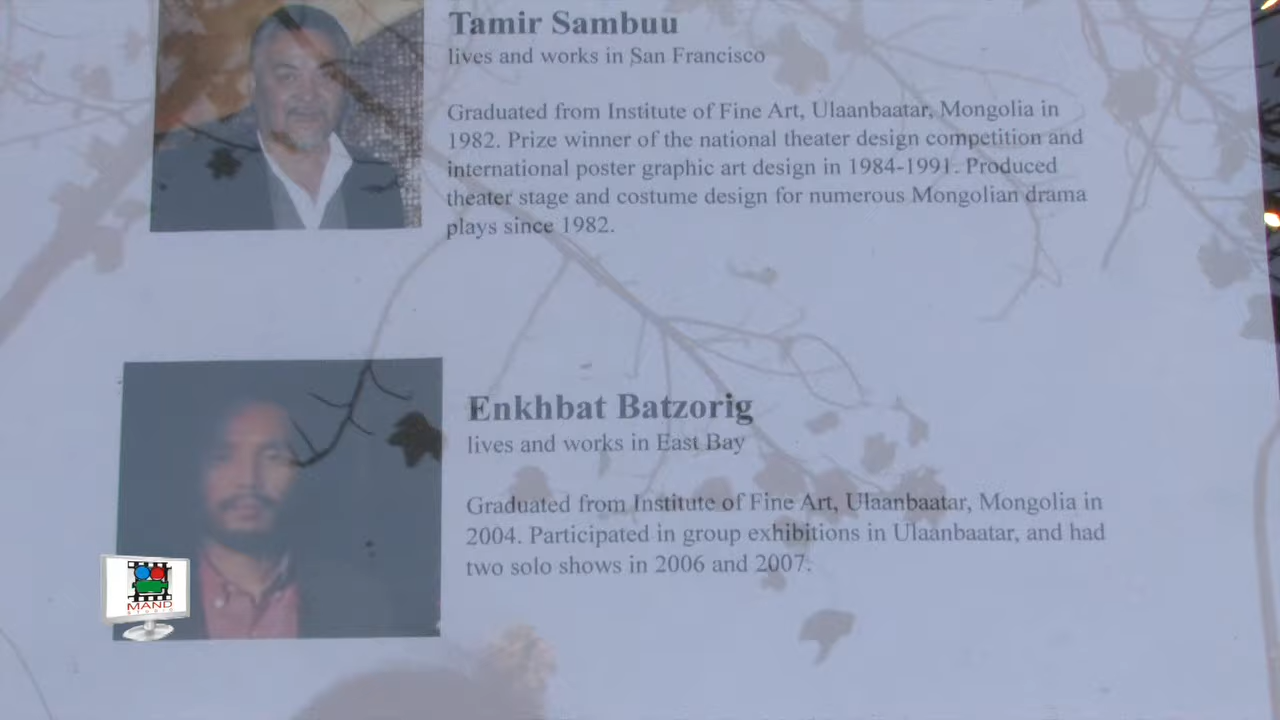 Tamir Sambuu
lives and works in San Francisco
Graduated from Institute of Fine Art, Ulaanbaatar, Mongolia in
1982. Prize winner of the national theater design competition and
international poster graphic art design in 1984-1991. Produced
theater stage and costume design for numerous Mongolian drama
plays since 1982.
Enkhbat Batzorig
lives and works in East Bay
Graduated from Institute of Fine Art, Ulaanbaatar, Mongolia in
2004. Participated in group exhibitions in Ulaanbaatar, and had
two solo shows in 2006 and 2007.
MAND
STUDIO